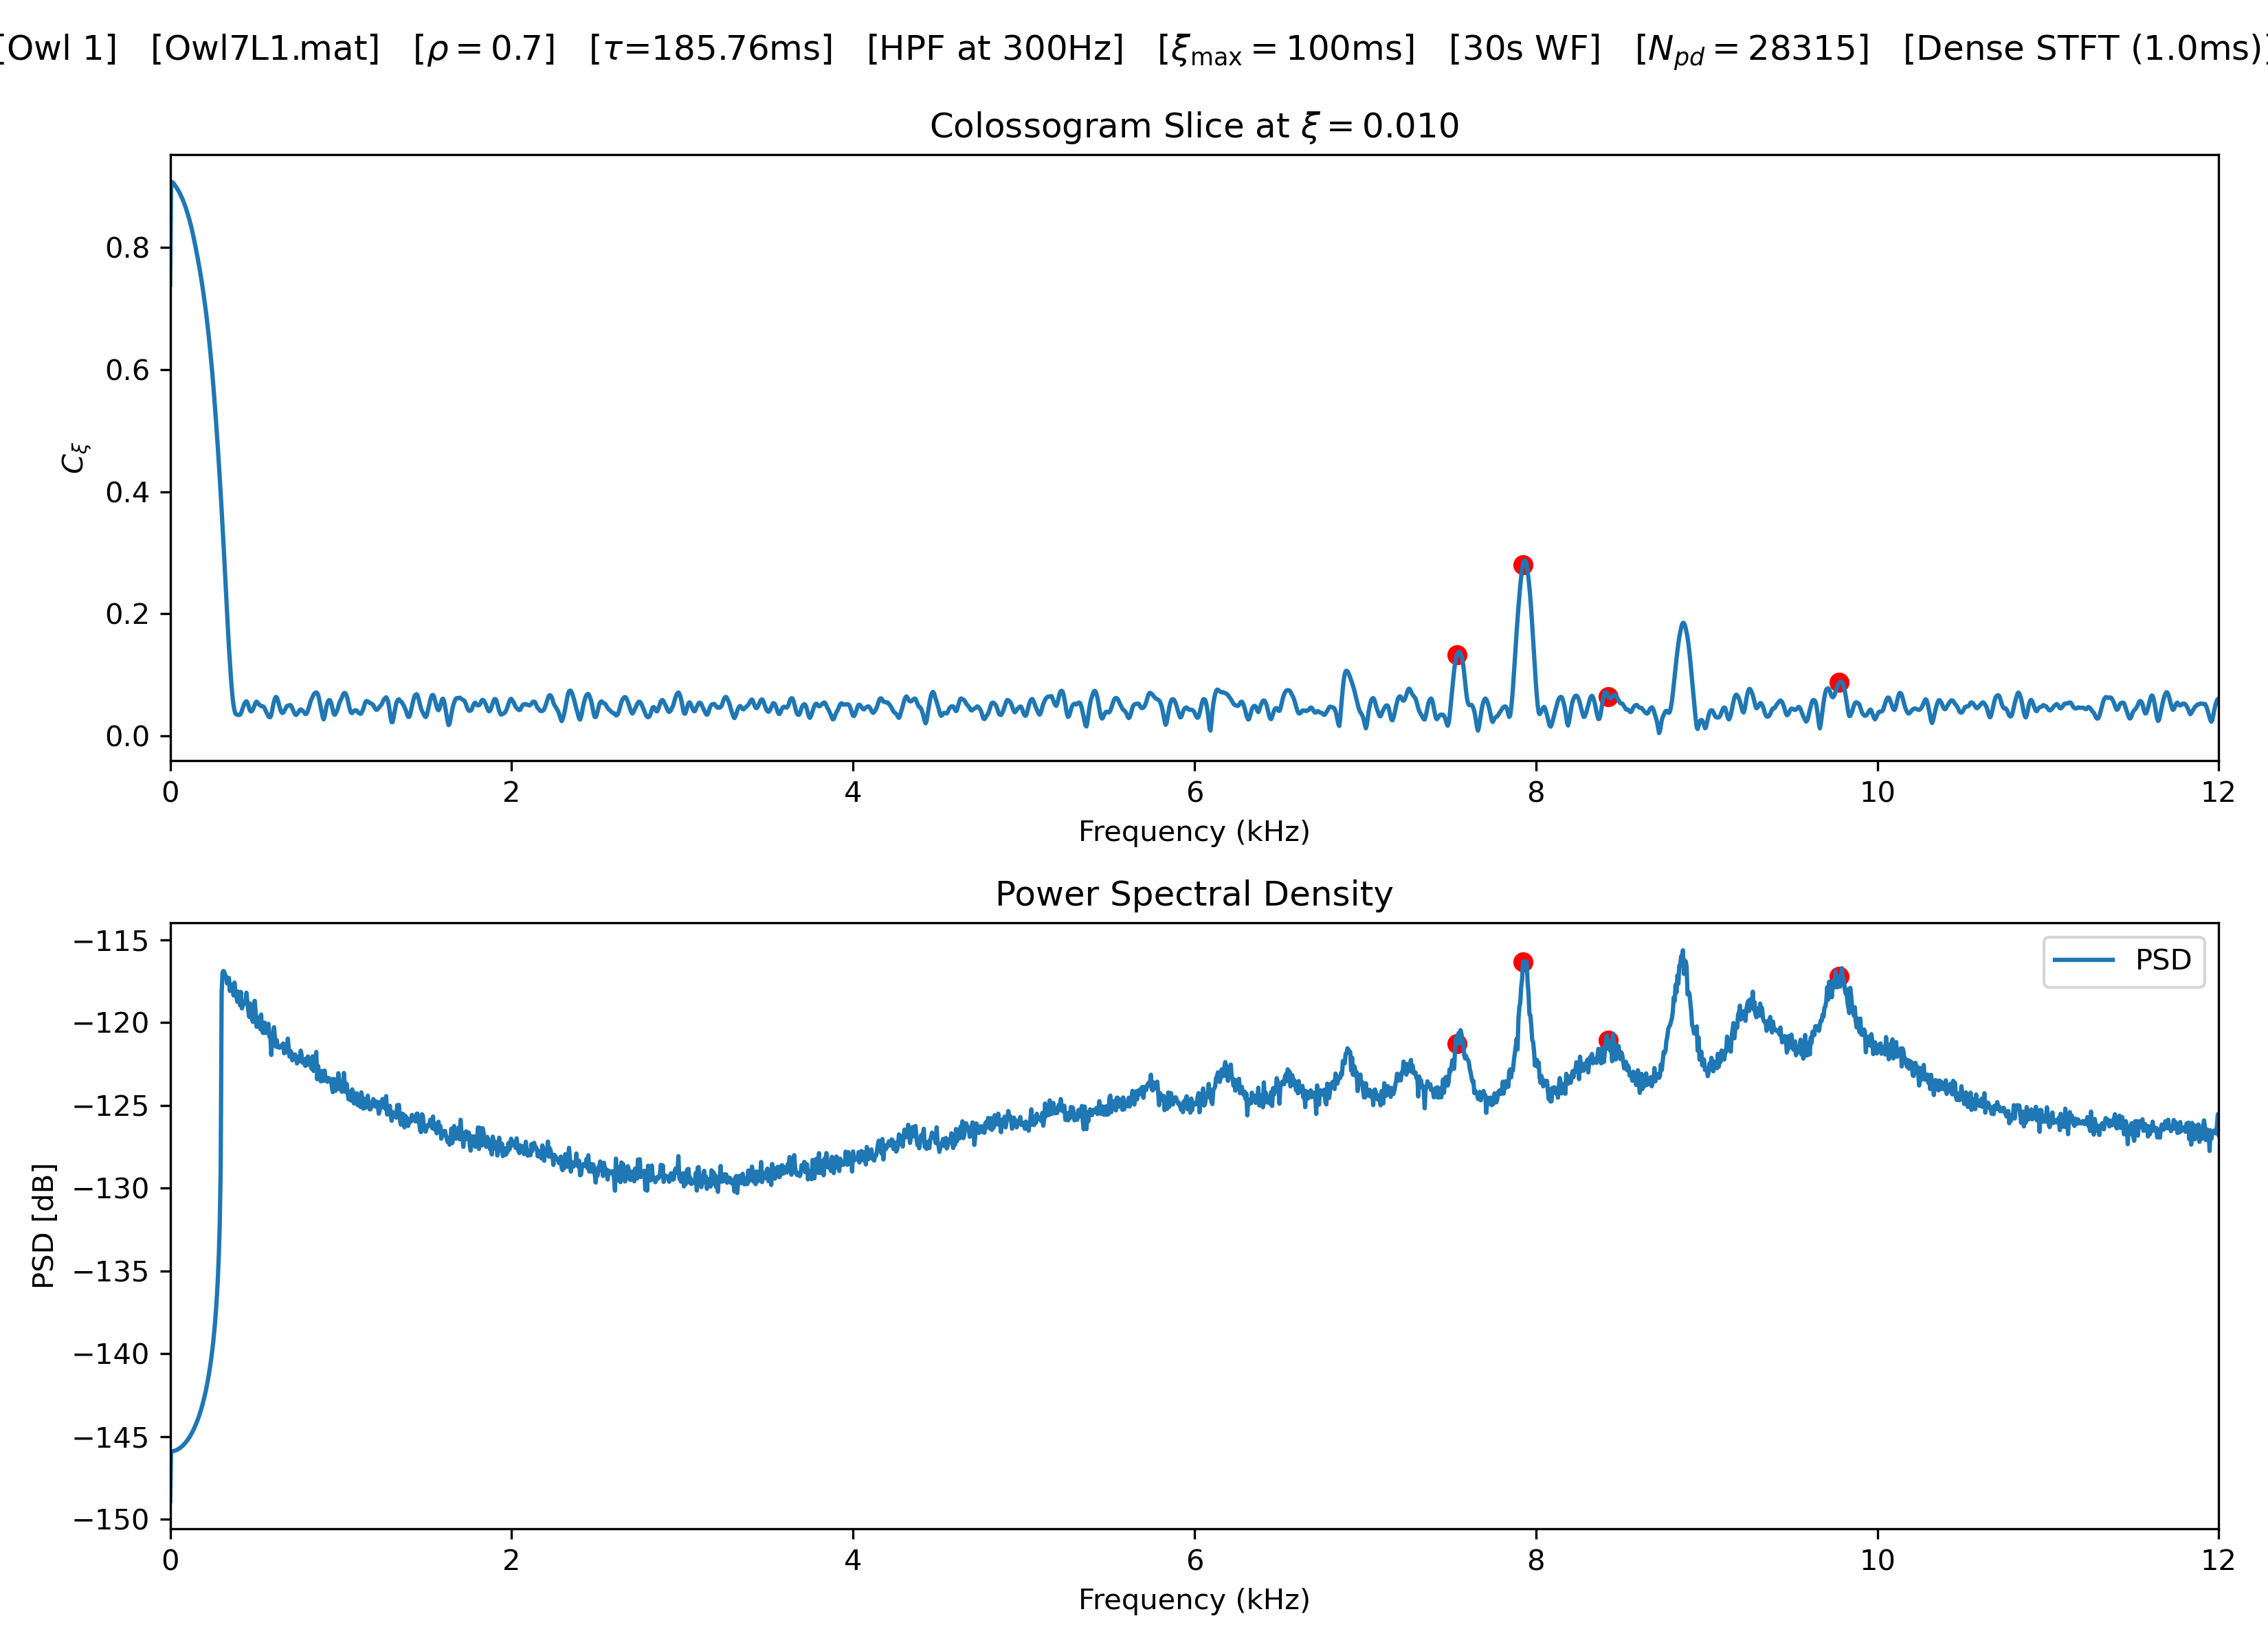 [Owl 1] [Owl7L1.mat] [ρ = 0.7] [τ=185.76ms] [HPF at 300Hz] [ξmax = 100ms] [30s WF] [Npd = 28315] [Dense STFT (1.0ms)]
Colossogram Slice at ξ = 0.010
0.8
0.6
0.4
0.2
0.0
Cξ
0 2 4 6 8 10 12
Frequency (kHz)
Power Spectral Density
PSD
−115
−120
−125
−130
−135
−140
−145
−150
PSD [dB]
0 2 4 6 8 10 12
Frequency (kHz)